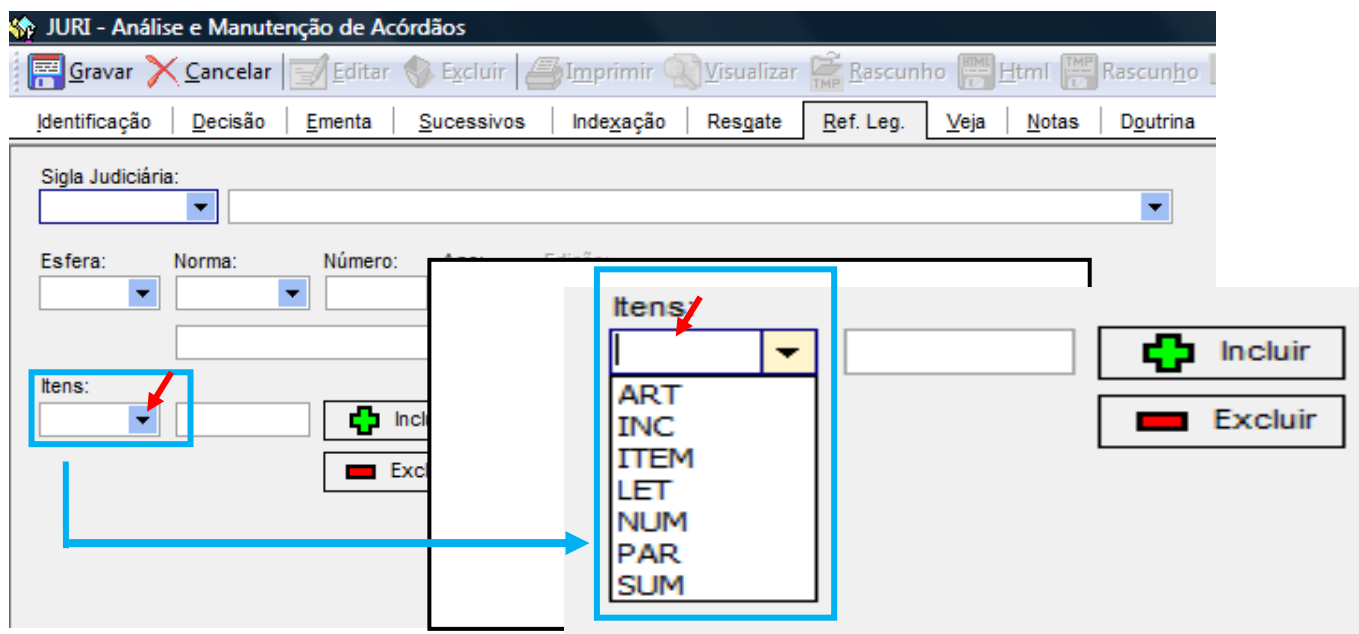 JURI - Análise e Manutenção de Acórdãos
Gravar Cancelar Editar Excluir Imprimir Visualizar Rascunho Html Rascunho
Identificação Decisão Ementa Sucessivos Indexação Resgate Ref. Leg. Veja Notas Doutrina
Sigla Judiciária:
Esfera: Norma: Número:
Itens:
Incl
Excl
Itens:
Incluir
Excluir
ART
INC
ITEM
LET
NUM
PAR
SUM